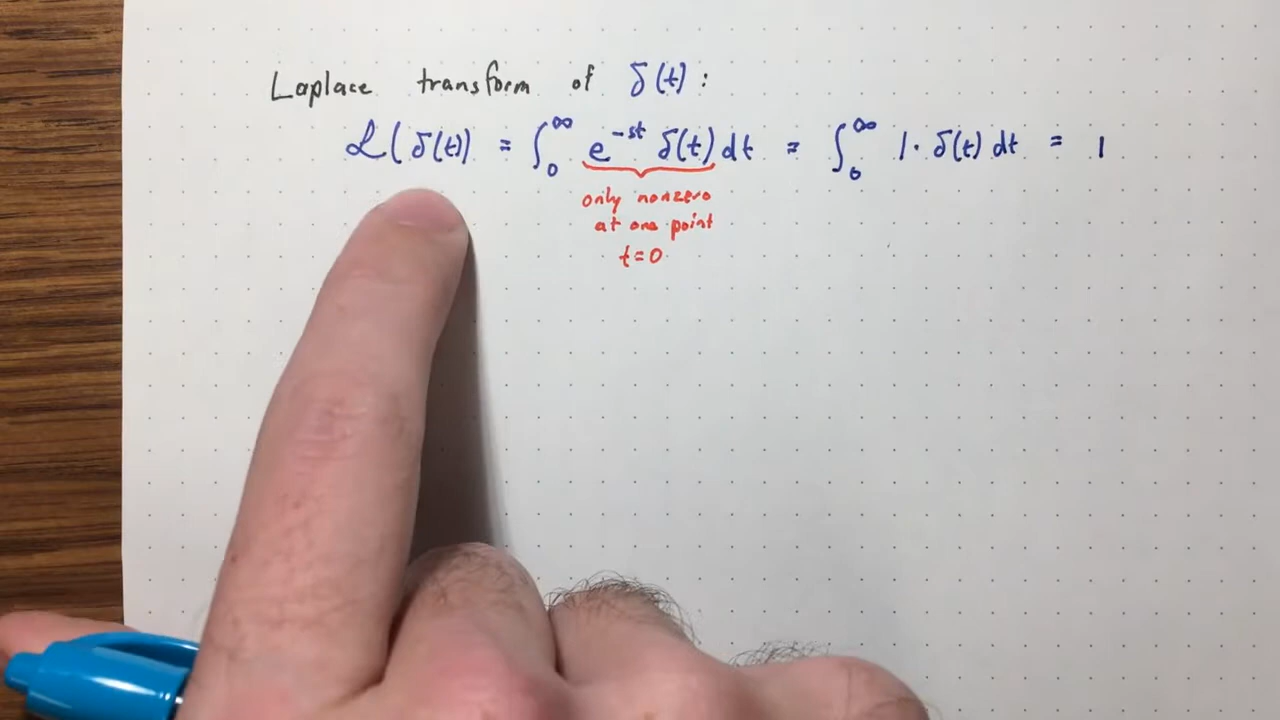 Laplace transform of δ(t):
ℒ(δ(t)) = ∫₀^∞ e^{-st} δ(t) dt = ∫₀^∞ 1·δ(t) dt = 1
only nonzero
at one point
t=0